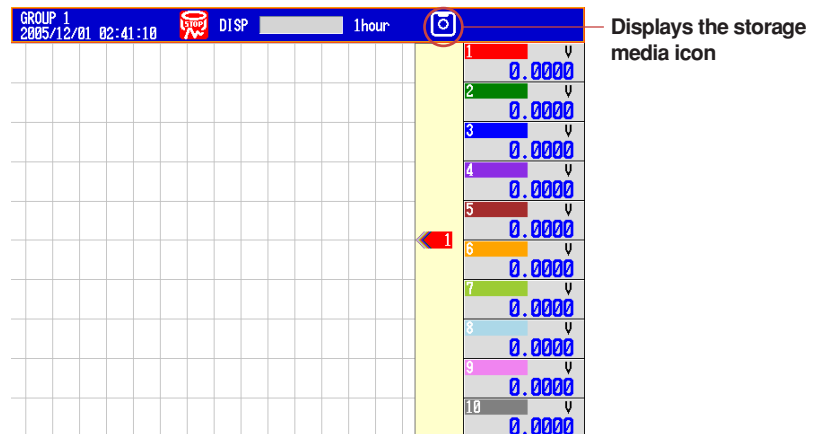 GROUP 1
2005/12/01 02:41:10
STOP
DISP
1hour
Displays the storage
media icon
1 V
0.0000
2 V
0.0000
3 V
0.0000
4 V
0.0000
5 V
0.0000
1
6 V
0.0000
7 V
0.0000
8 V
0.0000
9 V
0.0000
10 V
0.0000